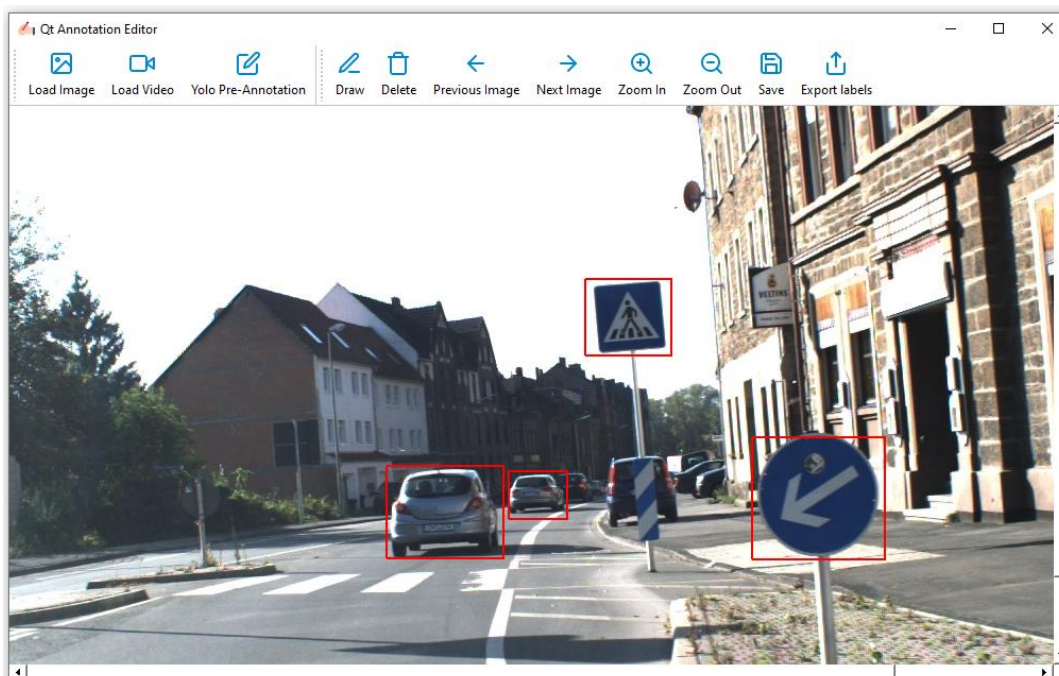 Qt Annotation Editor
Load Image Load Video Yolo Pre-Annotation Draw Delete Previous Image Next Image Zoom In Zoom Out Save Export labels
VELTINS